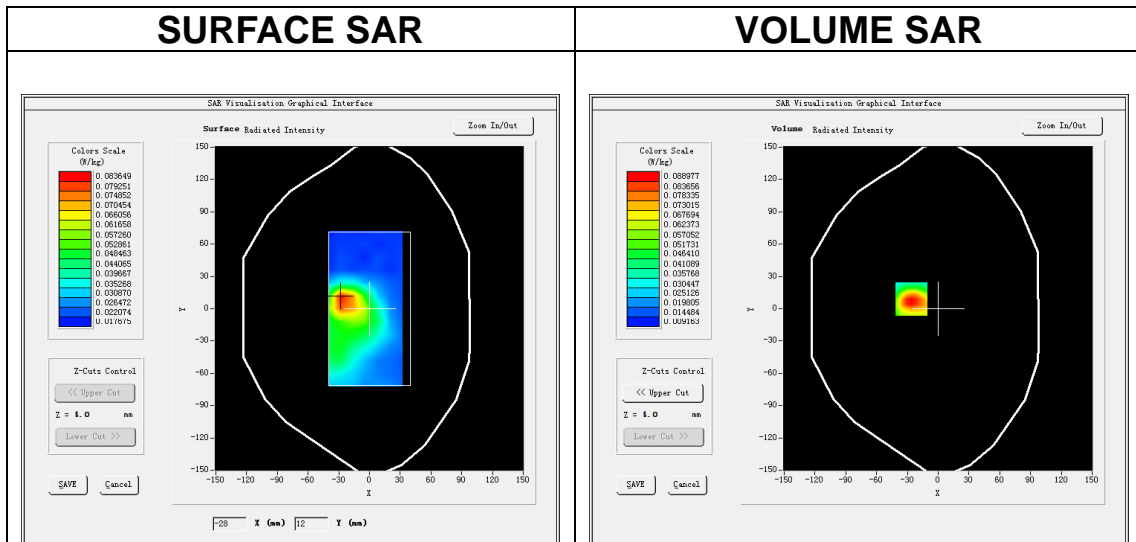 SURFACE SAR
VOLUME SAR
SAR Visualisation Graphical Interface
Surface Radiated Intensity
Zoom In/Out
Colors Scale
(W/kg)
0.083649
0.079251
0.074852
0.070454
0.066056
0.061658
0.057260
0.052861
0.048463
0.044065
0.039667
0.035268
0.030870
0.026472
0.022074
0.017675
Z-Cuts Control
<< Upper Cut
Z = 4.0 mm
Lower Cut >>
SAVE
Cancel
150
120
90
60
30
0
-30
-60
-90
-120
-150
Y
-150 -120 -90 -60 -30 0 30 60 90 120 150
X
-28 X (mm) 12 Y (mm)
SAR Visualisation Graphical Interface
Volume Radiated Intensity
Zoom In/Out
Colors Scale
(W/kg)
0.088977
0.083656
0.078335
0.073015
0.067694
0.062373
0.057052
0.051731
0.046410
0.041089
0.035768
0.030447
0.025126
0.019805
0.014484
0.009163
Z-Cuts Control
<< Upper Cut
Z = 4.0 mm
Lower Cut >>
SAVE
Cancel
150
120
90
60
30
0
-30
-60
-90
-120
-150
Y
-150 -120 -90 -60 -30 0 30 60 90 120 150
X